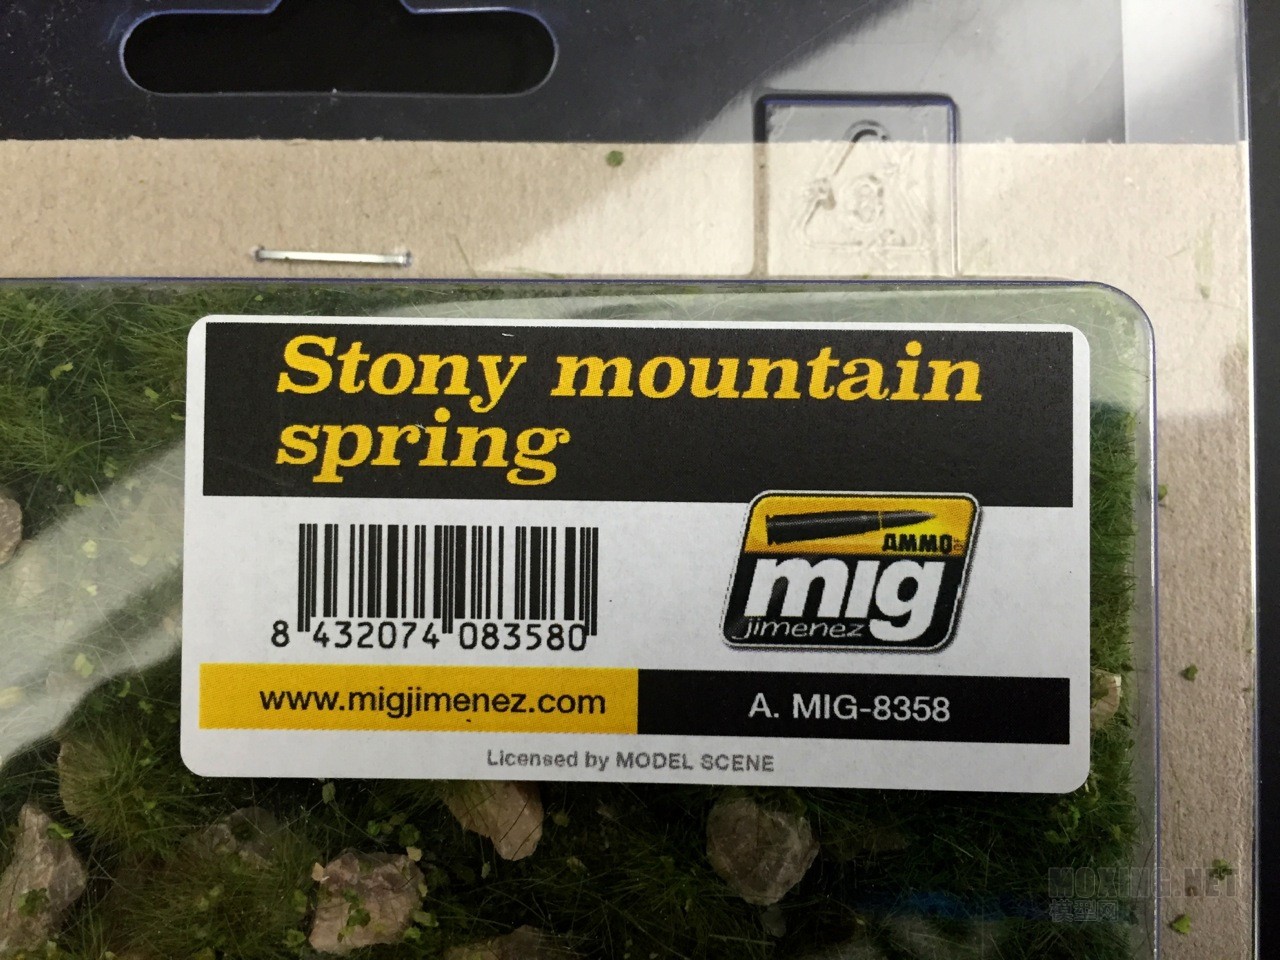 Stony mountain
spring
AMMO
mig
jimenez
8 432074 083580
www.migjimenez.com
A. MIG-8358
Licensed by MODEL SCENE
MOXING.NET
模型网